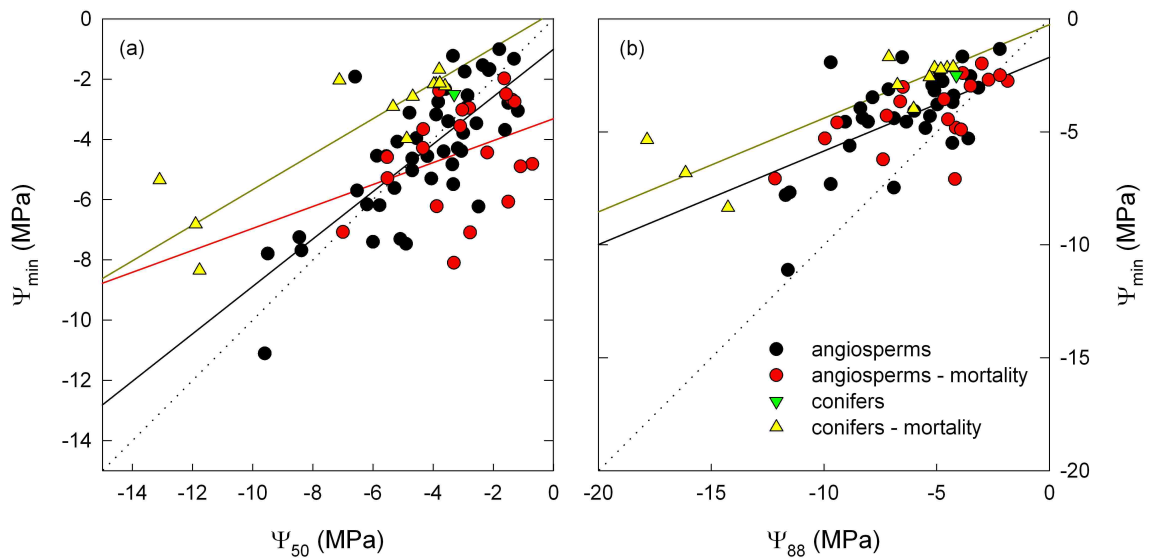 (a)
0
-2
-4
-6
-8
-10
-12
-14
Ψmin (MPa)
-14 -12 -10 -8 -6 -4 -2 0
Ψ50 (MPa)
(b)
0
-5
-10
-15
-20
Ψmin (MPa)
angiosperms
angiosperms - mortality
conifers
conifers - mortality
-20 -15 -10 -5 0
Ψ88 (MPa)